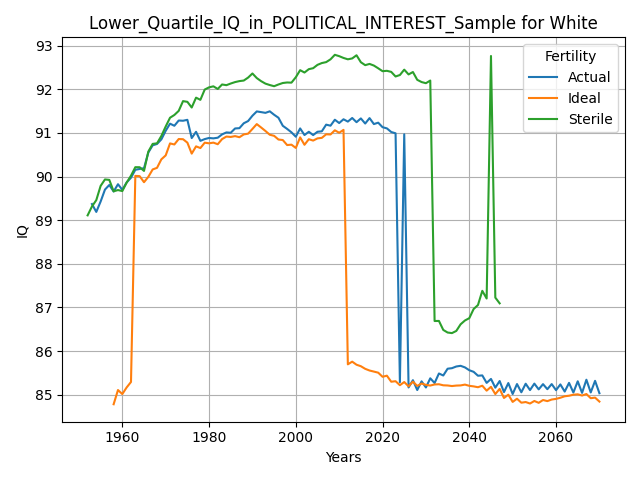 Lower_Quartile_IQ_in_POLITICAL_INTEREST_Sample for White
93
92
91
90
89
88
87
86
85
IQ
Fertility
Actual
Ideal
Sterile
1960
1980
2000
2020
2040
2060
Years